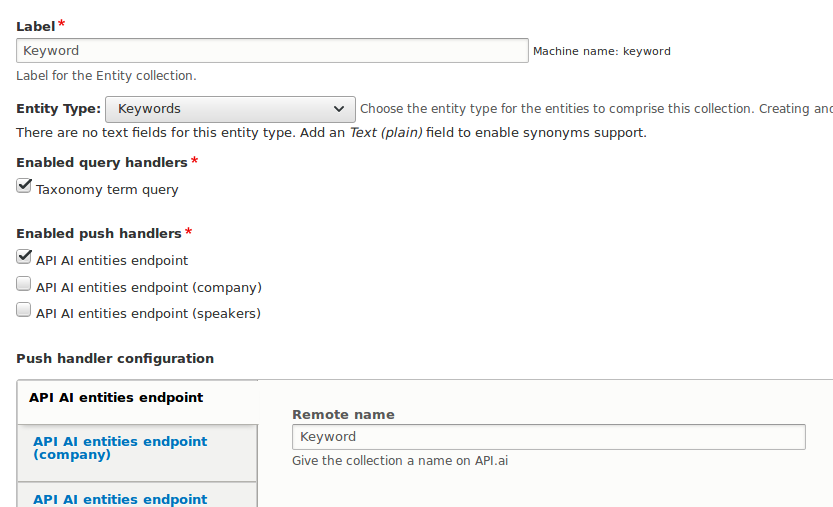 Label*
Keyword Machine name: keyword
Label for the Entity collection.
Entity Type: Keywords Choose the entity type for the entities to comprise this collection. Creating and
There are no text fields for this entity type. Add an Text (plain) field to enable synonyms support.
Enabled query handlers*
Taxonomy term query
Enabled push handlers*
API AI entities endpoint
API AI entities endpoint (company)
API AI entities endpoint (speakers)
Push handler configuration
API AI entities endpoint
API AI entities endpoint
(company)
API AI entities endpoint
Remote name
Keyword
Give the collection a name on API.ai